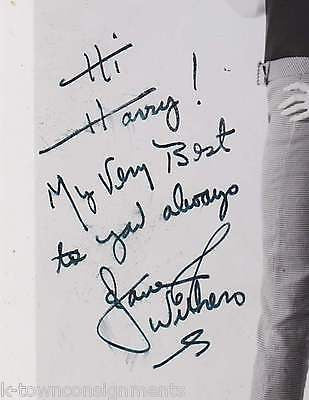 Hi
Harry!
My Very Best
to you always
Jane
Withers
k-townconsignments